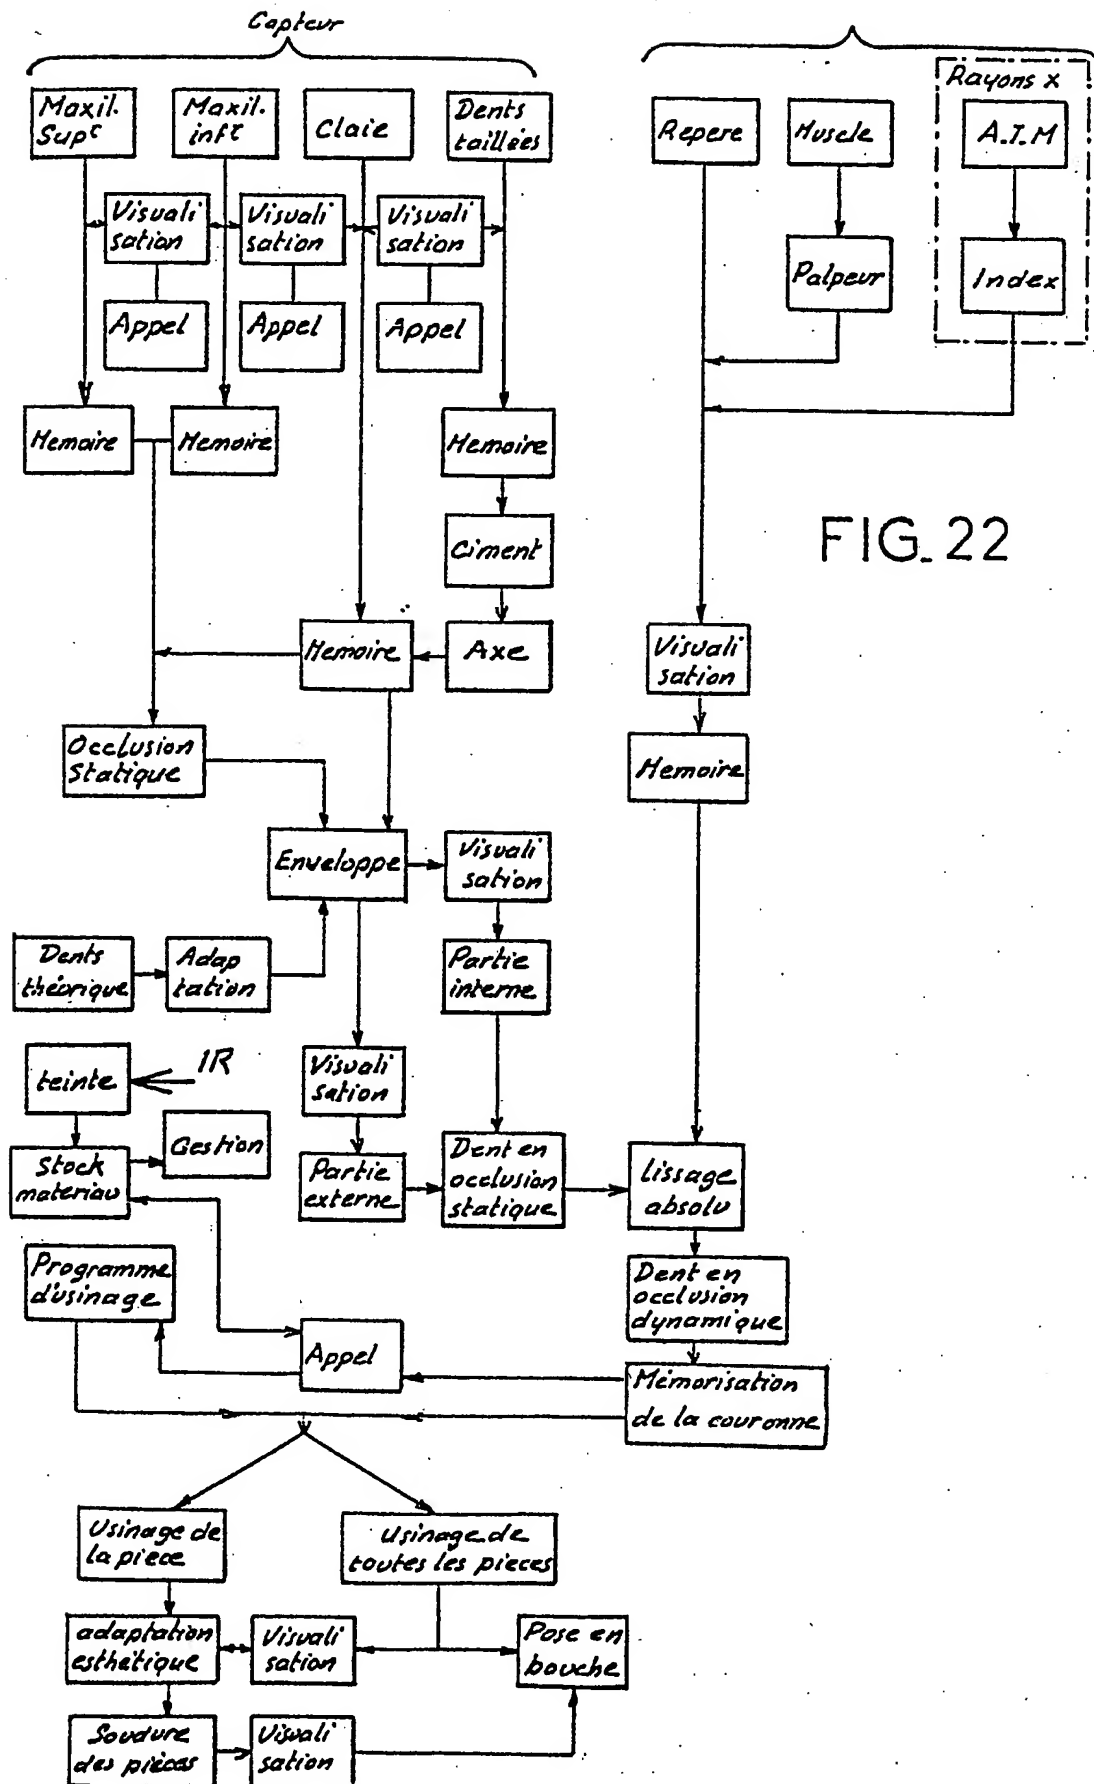 Capteur
Maxil.
Supr
Maxil.
infr
Claie
Dents
taillées
Repere
Muscle
Rayons x
A.I.M
Visuali
sation
Visuali
sation
Visuali
sation
Palpeur
Index
Appel
Appel
Appel
Memoire
Memoire
Memoire
Ciment
FIG. 22
Memoire
Axe
Visuali
sation
Occlusion
Statique
Memoire
Enveloppe
Visuali
sation
Dents
théorique
Adap
tation
Partie
interne
teinte
IR
Visuali
sation
Gestion
Stock
materiau
Partie
externe
Dent en
occlusion
statique
lissage
absolu
Programme
d'usinage
Dent en
occlusion
dynamique
Appel
Mémorisation
de la couronne
Usinage de
la piece
Usinage de
toutes les pieces
adaptation
esthétique
Visuali
sation
Pose en
bouche
Soudure
des pièces
Visuali
sation